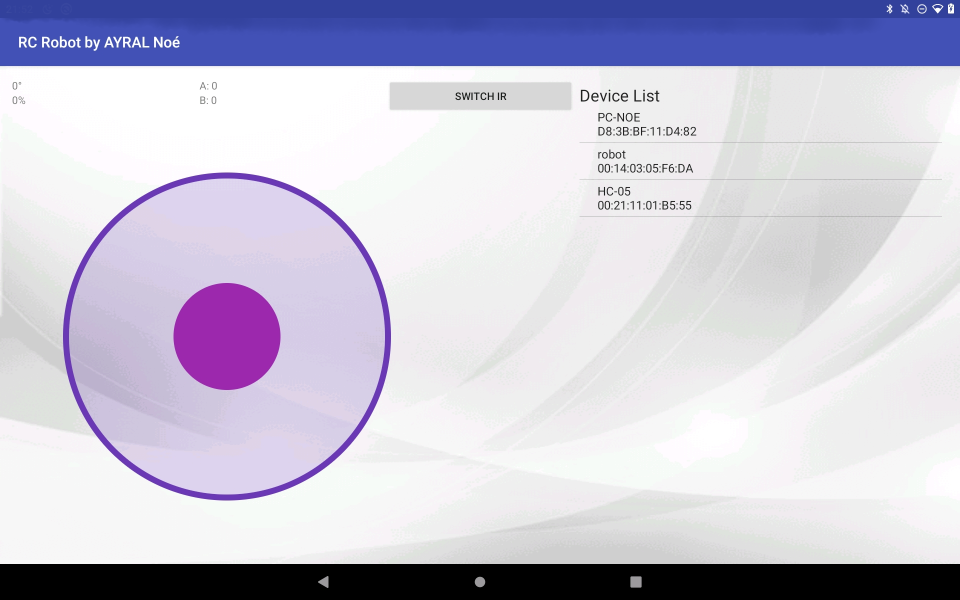 RC Robot by AYRAL Noé
0°
0%
A: 0
B: 0
SWITCH IR
Device List
PC-NOE
D8:3B:BF:11:D4:82
robot
00:14:03:05:F6:DA
HC-05
00:21:11:01:B5:55